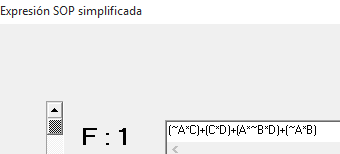 Expresión SOP simplificada
F : 1
(~A*C)+(C*D)+(A*~B*D)+(~A*B)